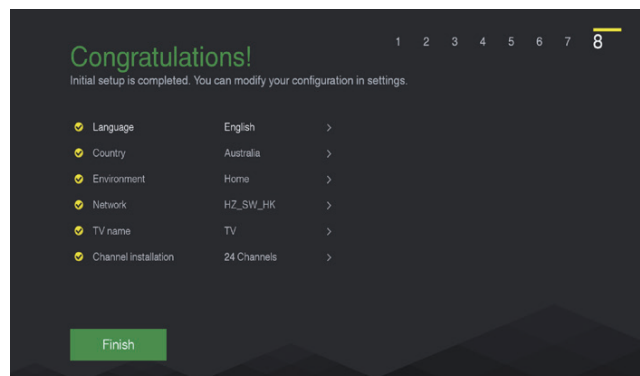 1 2 3 4 5 6 7 8
Congratulations!
Initial setup is completed. You can modify your configuration in settings.
Language English >
Country Australia >
Environment Home >
Network HZ_SW_HK >
TV name TV >
Channel installation 24 Channels >
Finish